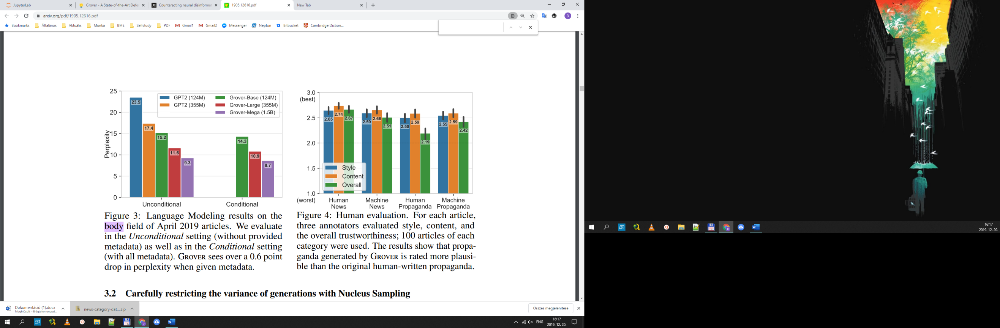 JupyterLab
Grover - A State-of-the-Art Defe
Counteracting neural disinformat
1905.12616.pdf
New Tab
arxiv.org/pdf/1905.12616.pdf
D
Bookmarks
Általános
Aktuális
Munka
BME
Selfstudy
PDF
Gmail1
Gmail2
Messenger
Neptun
Bitbucket
Cambridge Diction...
25
20
15
10
5
0
Perplexity
GPT2 (124M)
GPT2 (355M)
Grover-Base (124M)
Grover-Large (355M)
Grover-Mega (1.5B)
23.5
17.4
15.2
11.6
9.3
14.3
10.9
8.7
Unconditional
Conditional
Figure 3: Language Modeling results on the
body field of April 2019 articles. We evaluate
in the Unconditional setting (without provided
metadata) as well as in the Conditional setting
(with all metadata). GROVER sees over a 0.6 point
drop in perplexity when given metadata.
3.0
(best)
2.5
2.0
1.5
1.0
(worst)
2.65
2.74
2.67
2.59
2.66
2.51
2.50
2.59
2.19
2.55
2.59
2.42
Style
Content
Overall
Human
News
Machine
News
Human
Propaganda
Machine
Propaganda
Figure 4: Human evaluation. For each article,
three annotators evaluated style, content, and
the overall trustworthiness; 100 articles of each
category were used. The results show that propa-
ganda generated by GROVER is rated more plausi-
ble than the original human-written propaganda.
3.2 Carefully restricting the variance of generations with Nucleus Sampling
Dokumentáció (1).docx
Meghiúsult – Elégtelen enged...
news-category-dat....zip
Összes megjelenítése
ENG
16:17
2019. 12. 20.
16:17
2019. 12. 20.